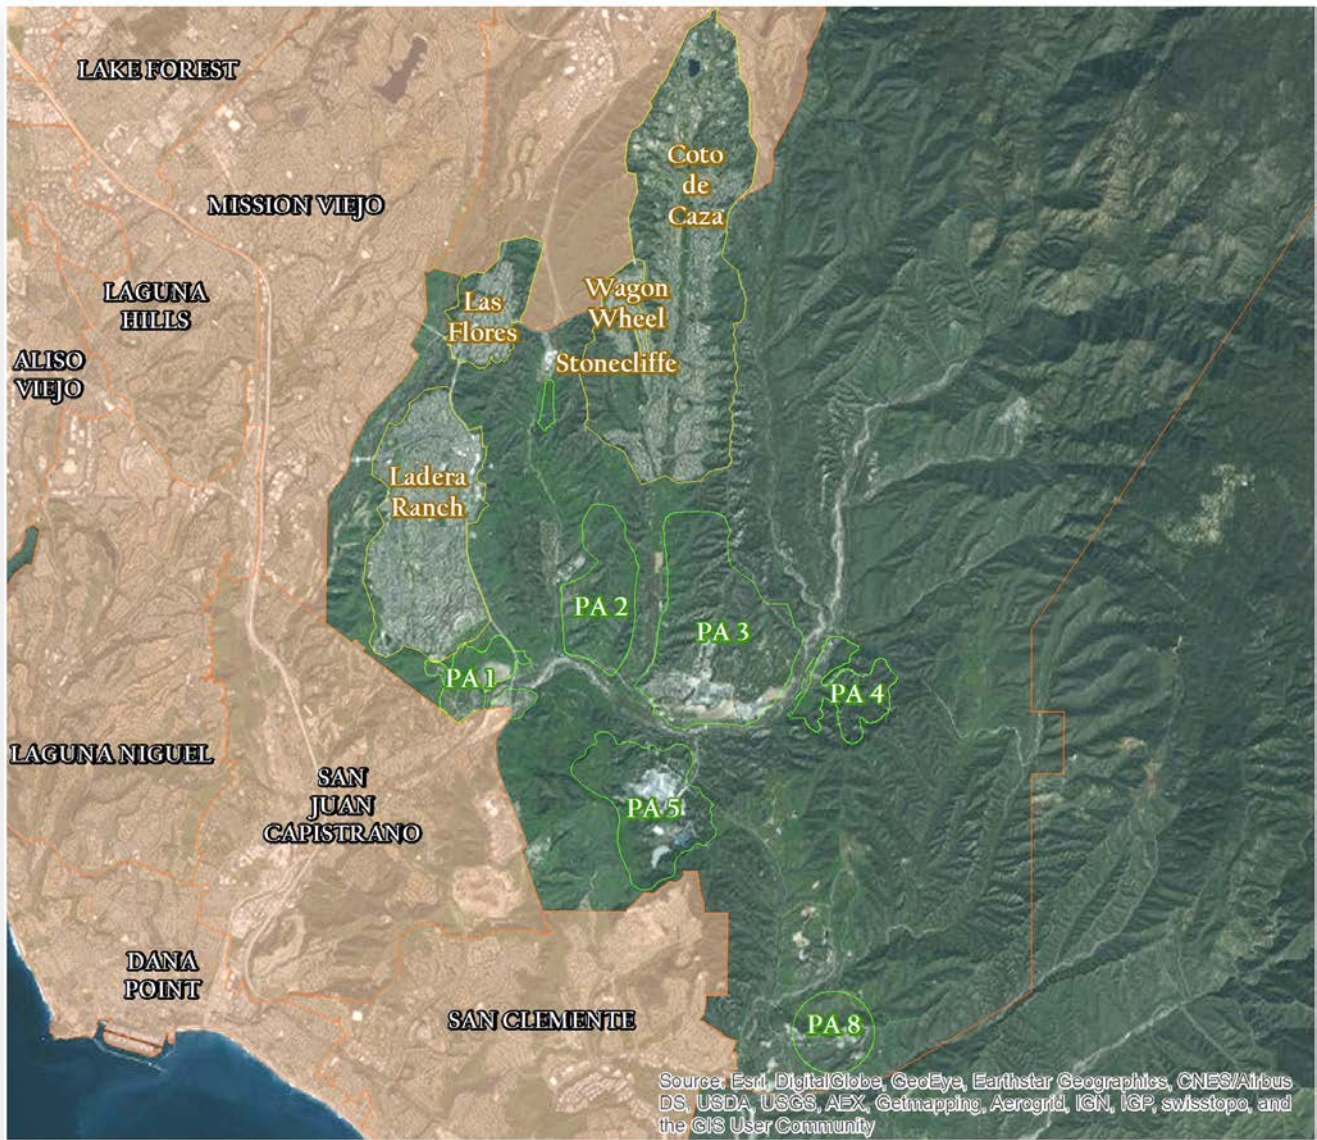 LAKE FOREST
Coto
de
Caza
MISSION VIEJO
LAGUNA
HILLS
Las
Flores
Wagon
Wheel
Stonecliffe
ALISO
VIEJO
Ladera
Ranch
PA 2
PA 3
PA 1
PA 4
LAGUNA NIGUEL
SAN
JUAN
CAPISTRANO
PA 5
DANA
POINT
SAN CLEMENTE
PA 8
Source: Esri, DigitalGlobe, GeoEye, Earthstar Geographics, CNES/Airbus
DS, USDA, USGS, AEX, Getmapping, Aerogrid, IGN, IGP, swisstopo, and
the GIS User Community